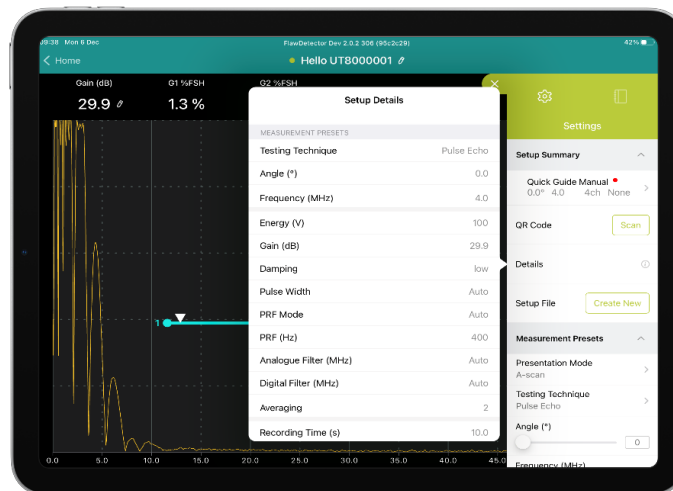 09:38 Mon 6 Dec
FlawDetector Dev 2.0.2 306 (95c2c29)
42%
Home
Hello UT8000001
Gain (dB)
G1 %FSH
G2 %FSH
29.9
1.3 %
Setup Details
MEASUREMENT PRESETS
Testing Technique Pulse Echo
Angle (°) 0.0
Frequency (MHz) 4.0
Energy (V) 100
Gain (dB) 29.9
Damping low
Pulse Width Auto
PRF Mode Auto
PRF (Hz) 400
Analogue Filter (MHz) Auto
Digital Filter (MHz) Auto
Averaging 2
Recording Time (s) 10.0
Settings
Setup Summary
Quick Guide Manual
0.0° 4.0 4ch None
QR Code Scan
Details
Setup File Create New
Measurement Presets
Presentation Mode
A-scan
Testing Technique
Pulse Echo
Angle (°)
0
Frequency (MHz)
1
0.0 5.0 10.0 15.0 20.0 25.0 30.0 35.0 40.0 45.0